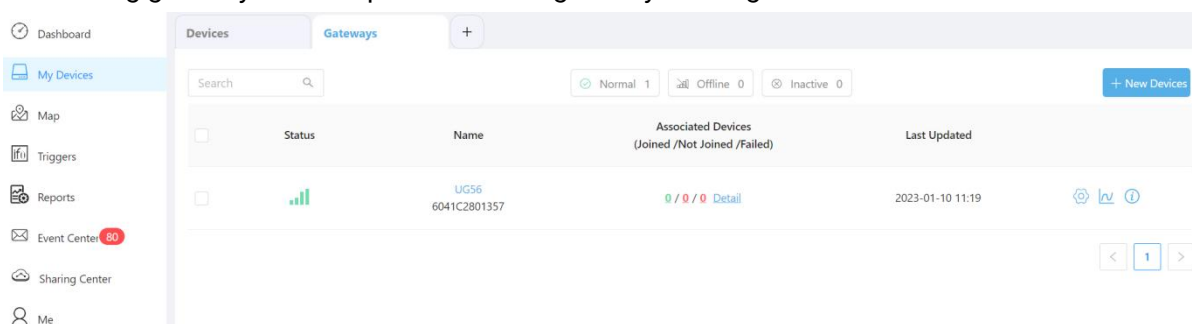 Dashboard
Devices
Gateways
+
My Devices
Search
Normal 1
Offline 0
Inactive 0
+ New Devices
Map
Status
Name
Associated Devices
(Joined /Not Joined /Failed)
Last Updated
Triggers
Reports
UG56
6041C2801357
0 / 0 / 0 Detail
2023-01-10 11:19
Event Center 80
< 1 >
Sharing Center
Me